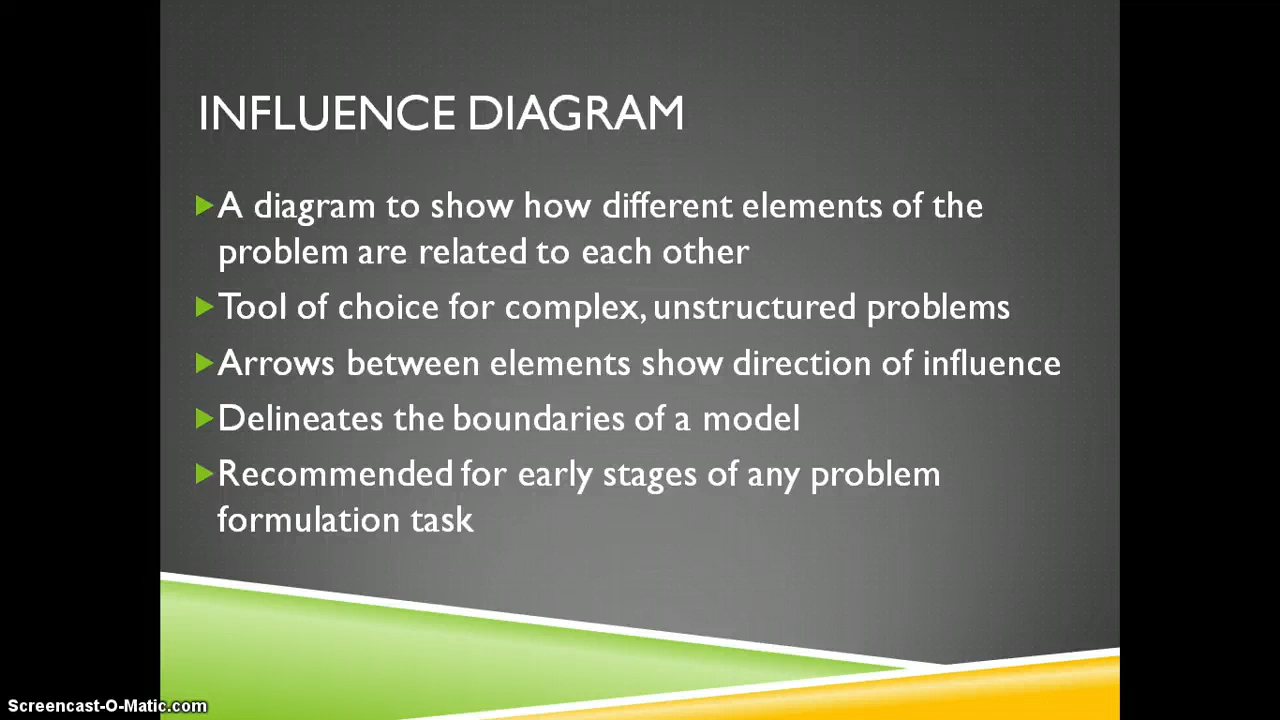 INFLUENCE DIAGRAM
A diagram to show how different elements of the
problem are related to each other
Tool of choice for complex, unstructured problems
Arrows between elements show direction of influence
Delineates the boundaries of a model
Recommended for early stages of any problem
formulation task
Screencast-O-Matic.com